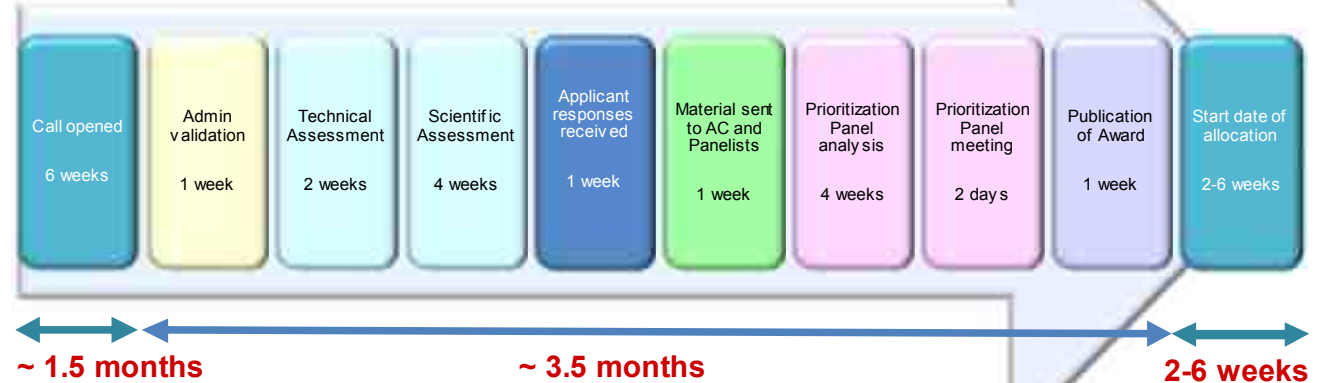 Call opened
6 weeks
Admin
validation
1 week
Technical
Assessment
2 weeks
Scientific
Assessment
4 weeks
Applicant
responses
received
1 week
Material sent
to AC and
Panelists
1 week
Prioritization
Panel
analysis
4 weeks
Prioritization
Panel
meeting
2 days
Publication
of Award
1 week
Start date of
allocation
2-6 weeks
~ 1.5 months
~ 3.5 months
2-6 weeks